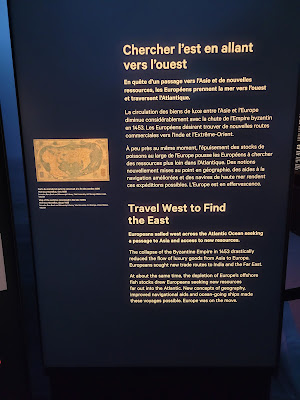 Chercher l'est en allant
vers l'ouest
En quête d'un passage vers l'Asie et de nouvelles
ressources, les Européens prennent la mer vers l'ouest
et traversent l'Atlantique.
La circulation des biens de luxe entre l'Asie et l'Europe
diminue considérablement avec la chute de l'Empire byzantin
en 1453. Les Européens désirent trouver de nouvelles routes
commerciales vers l'Inde et l'Extrême-Orient.
À peu près au même moment, l'épuisement des stocks de
poissons au large de l'Europe pousse les Européens à chercher
des ressources plus loin dans l'Atlantique. Des notions
nouvellement mises au point en géographie, des aides à la
navigation améliorées et des navires de haute mer rendent
ces expéditions possibles. L'Europe est en effervescence.
Travel West to Find
the East
Europeans sailed west across the Atlantic Ocean seeking
a passage to Asia and access to new resources.
The collapse of the Byzantine Empire in 1453 drastically
reduced the flow of luxury goods from Asia to Europe.
Europeans sought new trade routes to India and the Far East.
At about the same time, the depletion of Europe's offshore
fish stocks drew Europeans seeking new resources
far out into the Atlantic. New concepts of geography,
improved navigational aids and ocean-going ships made
these voyages possible. Europe was on the move.